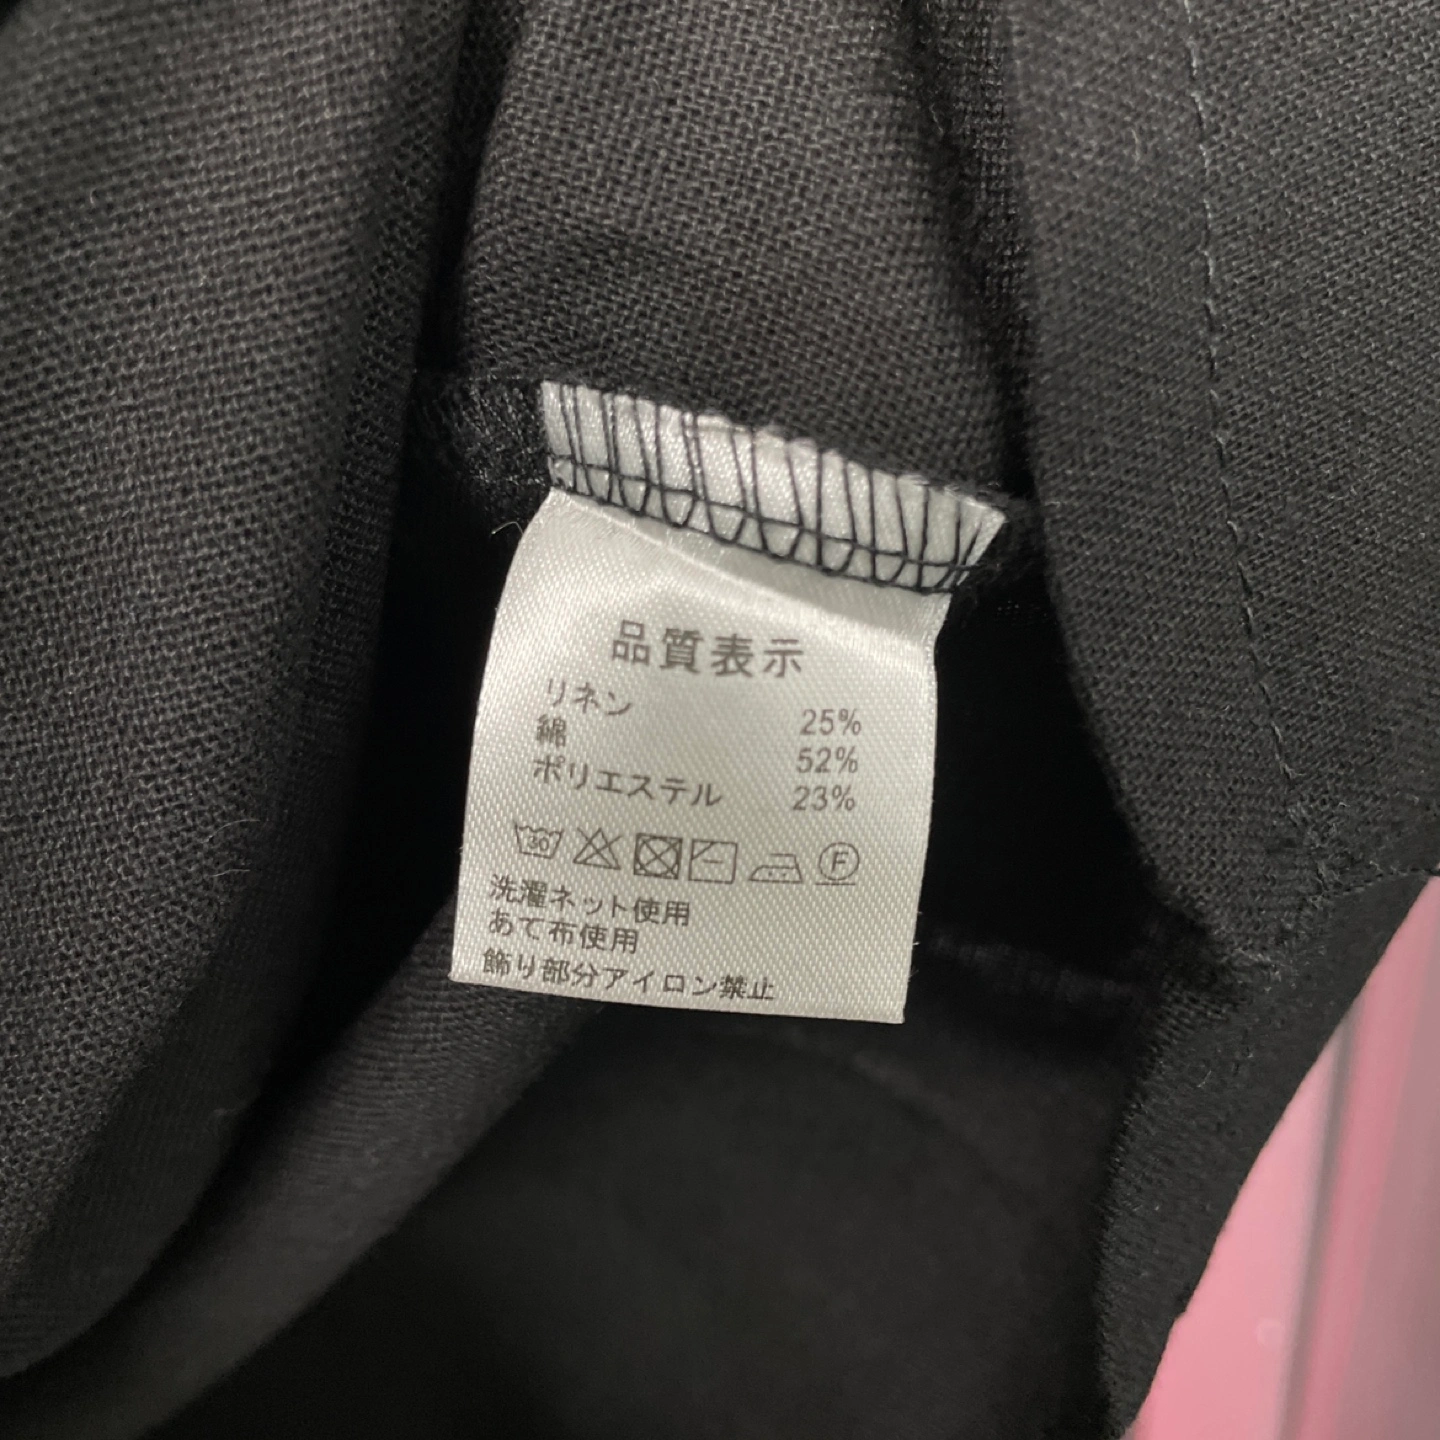 品質表示
リネン 25%
綿 52%
ポリエステル 23%
30 F
洗濯ネット使用
あて布使用
飾り部分アイロン禁止